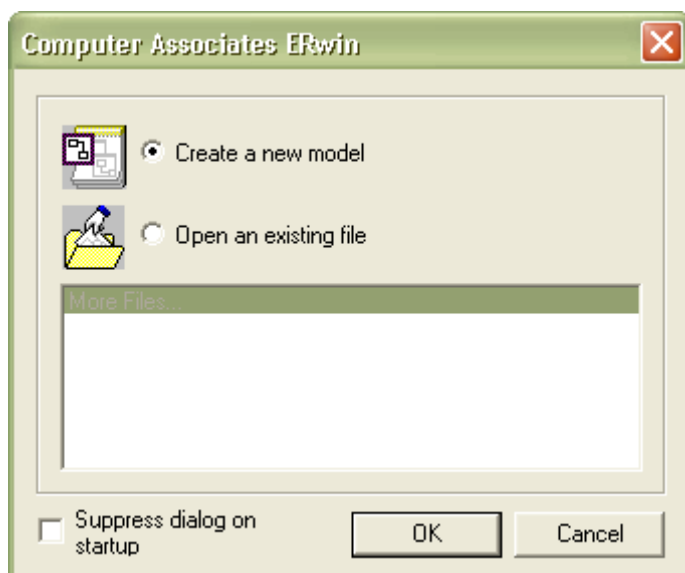 Computer Associates ERwin
Create a new model
Open an existing file
More Files...
Suppress dialog on
startup
OK
Cancel